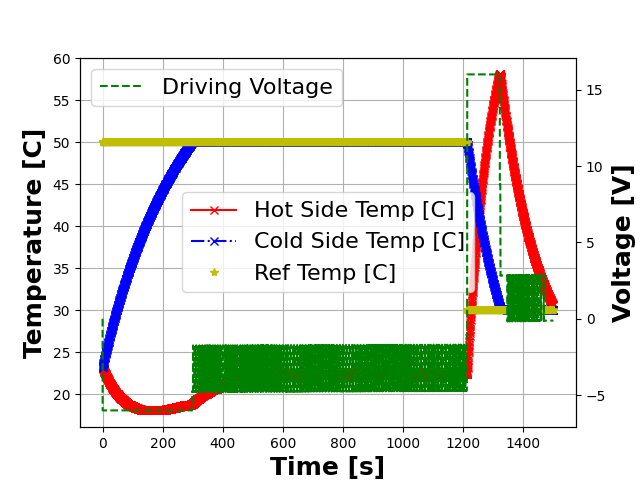 Driving Voltage
Hot Side Temp [C]
Cold Side Temp [C]
Ref Temp [C]
Temperature [C]
60
55
50
45
40
35
30
25
20
Voltage [V]
15
10
5
0
−5
0 200 400 600 800 1000 1200 1400
Time [s]